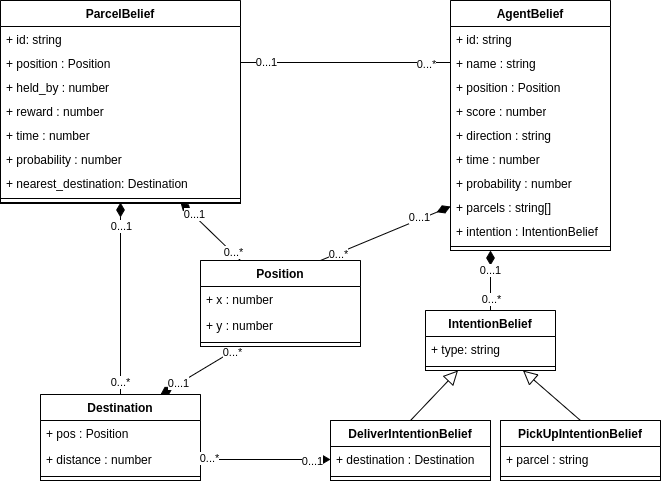 ParcelBelief
+ id: string
+ position : Position
+ held_by : number
+ reward : number
+ time : number
+ probability : number
+ nearest_destination: Destination
AgentBelief
+ id: string
+ name : string
+ position : Position
+ score : number
+ direction : string
+ time : number
+ probability : number
+ parcels : string[]
+ intention : IntentionBelief
0...1
0...*
0...1
0...1
0...1
0...*
0...*
0...1
0...*
Position
+ x : number
+ y : number
IntentionBelief
+ type: string
0...*
0...1
0...*
Destination
+ pos : Position
+ distance : number
0...*
0...1
DeliverIntentionBelief
+ destination : Destination
PickUpIntentionBelief
+ parcel : string